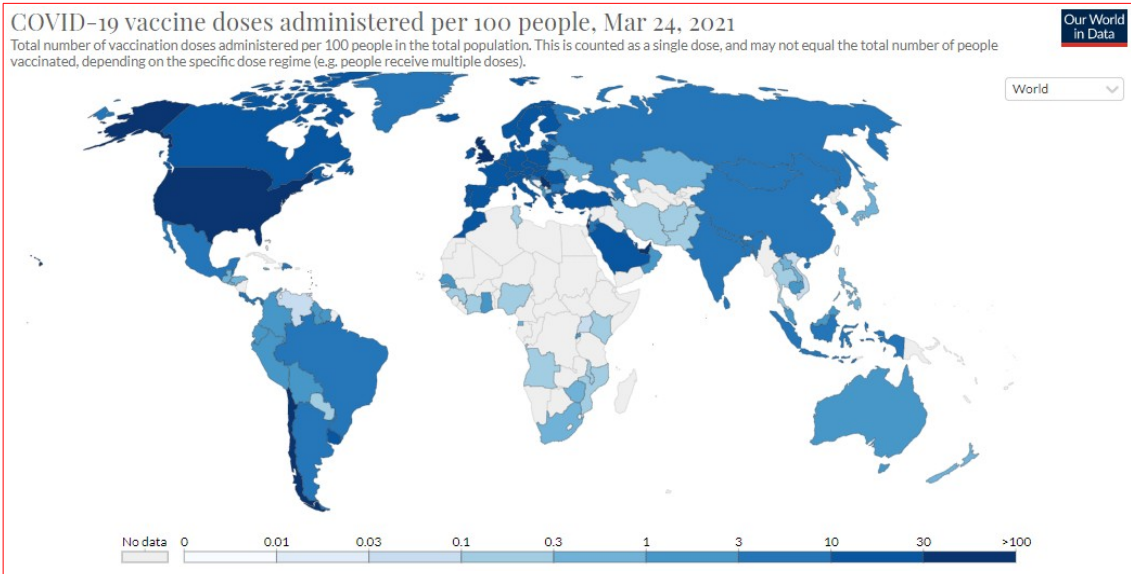 COVID-19 vaccine doses administered per 100 people, Mar 24, 2021
Total number of vaccination doses administered per 100 people in the total population. This is counted as a single dose, and may not equal the total number of people
vaccinated, depending on the specific dose regime (e.g. people receive multiple doses).
Our World
in Data
World
No data 0 0.01 0.03 0.1 0.3 1 3 10 30 >100